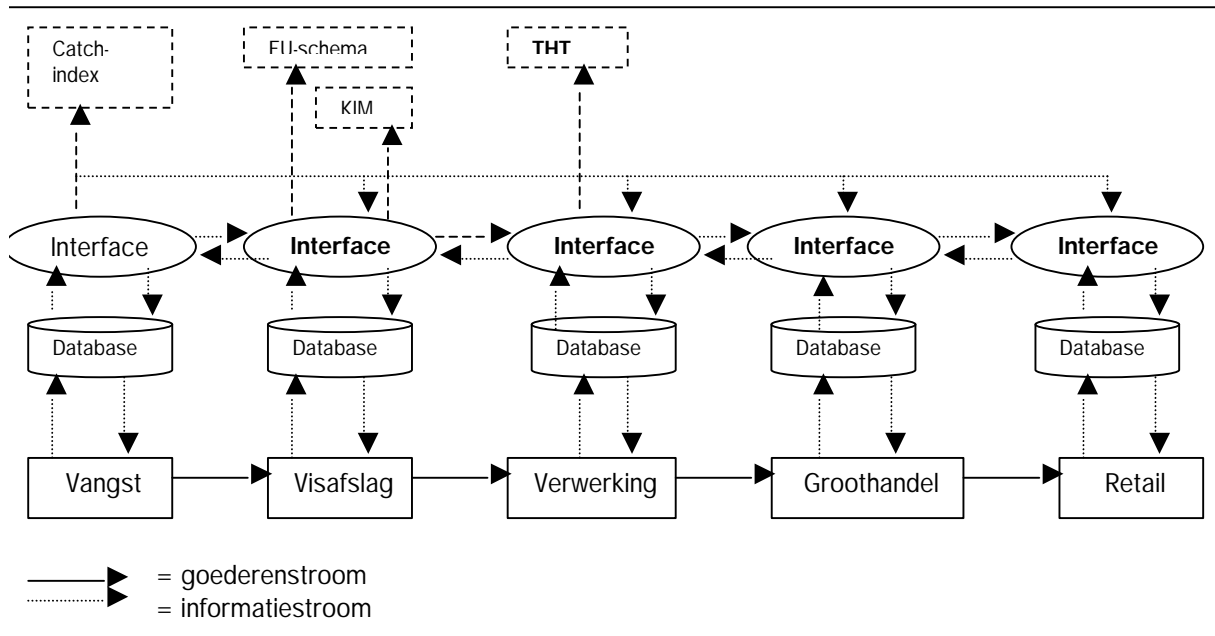 Catch-
index
EU-schema
THT
KIM
Interface
Interface
Interface
Interface
Interface
Database
Database
Database
Database
Database
Vangst
Visafslag
Verwerking
Groothandel
Retail
= goederenstroom
= informatiestroom